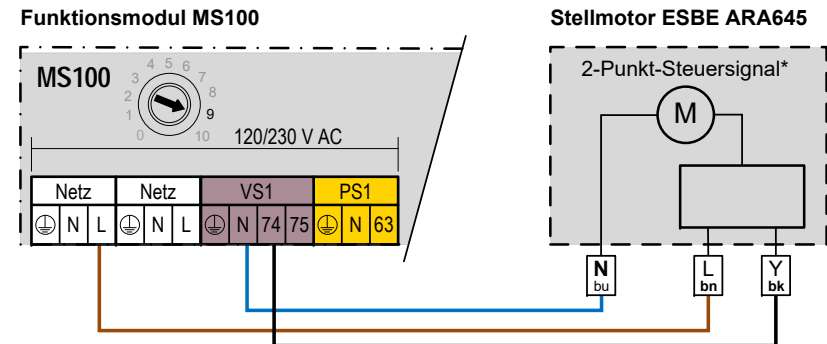 Funktionsmodul MS100
Stellmotor ESBE ARA645
MS100
0 1 2 3 4 5 6 7 8 9 10
120/230 V AC
2-Punkt-Steuersignal*
M
Netz Netz VS1 PS1
N L N L N 74 75 N 63
N L Y
bu bn bk